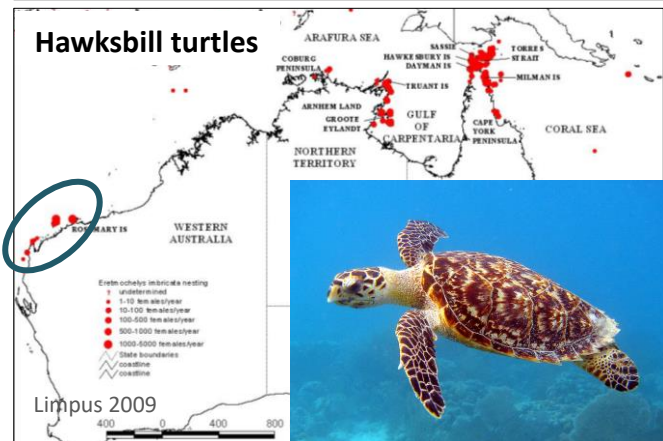 Hawksbill turtles
ARAFURA SEA
COBURG
PENINSULA
SASSIE
HAWKESBURY IS
DAYMAN IS
TORRES
STRAIT
MILMAN IS
TRUANT IS
ARNHEM LAND
GROOTE
EYLANDT
GULF
OF
CARPENTARIA
CAPE
YORK
PENINSULA
CORAL SEA
NORTHERN
TERRITORY
ROSEMARY IS
WESTERN
AUSTRALIA
Eretmochelys imbricata nesting
undetermined
1-10 females/year
10-100 females/year
100-500 females/year
500-1000 females/year
1000-5000 females/year
State boundaries
coastline
coastline
Limpus 2009
400 0 400 800